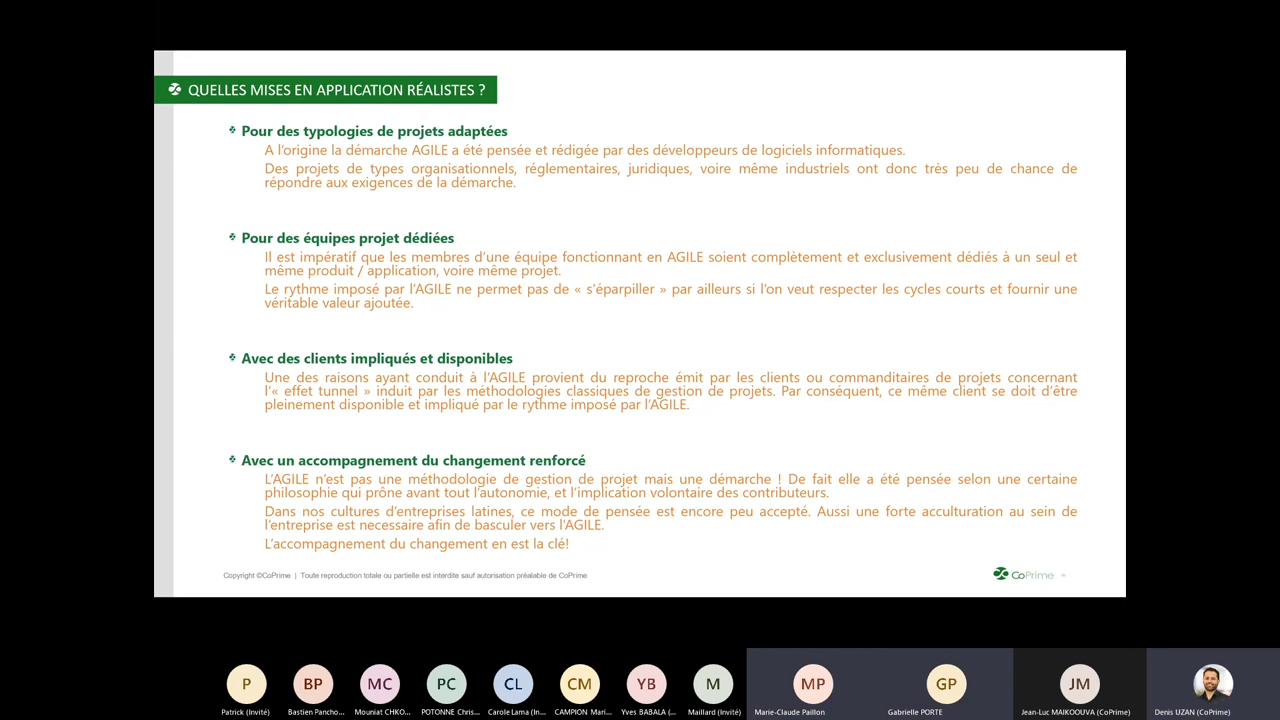 QUELLES MISES EN APPLICATION RÉALISTES ?
Pour des typologies de projets adaptées
A l'origine la démarche AGILE a été pensée et rédigée par des développeurs de logiciels informatiques.
Des projets de types organisationnels, réglementaires, juridiques, voire même industriels ont donc très peu de chance de
répondre aux exigences de la démarche.
Pour des équipes projet dédiées
Il est impératif que les membres d'une équipe fonctionnant en AGILE soient complètement et exclusivement dédiés à un seul et
même produit / application, voire même projet.
Le rythme imposé par l'AGILE ne permet pas de « s'éparpiller » par ailleurs si l'on veut respecter les cycles courts et fournir une
véritable valeur ajoutée.
Avec des clients impliqués et disponibles
Une des raisons ayant conduit à l'AGILE provient du reproche émit par les clients ou commanditaires de projets concernant
l'« effet tunnel » induit par les méthodologies classiques de gestion de projets. Par conséquent, ce même client se doit d'être
pleinement disponible et impliqué par le rythme imposé par l'AGILE.
Avec un accompagnement du changement renforcé
L'AGILE n'est pas une méthodologie de gestion de projet mais une démarche ! De fait elle a été pensée selon une certaine
philosophie qui prône avant tout l'autonomie, et l'implication volontaire des contributeurs.
Dans nos cultures d'entreprises latines, ce mode de pensée est encore peu accepté. Aussi une forte acculturation au sein de
l'entreprise est necessaire afin de basculer vers l'AGILE.
L'accompagnement du changement en est la clé!
Copyright ©CoPrime | Toute reproduction totale ou partielle est interdite sauf autorisation préalable de CoPrime
CoPrime
P BP MC PC CL CM YB M MP GP JM
Patrick (Invité) Bastien Pancho... Mouniat CHKO... POTONNE Chris... Carole Lama (In... CAMPION Mari... Yves BABALA (... Maillard (Invité) Marie-Claude Paillon Gabrielle PORTE Jean-Luc MAIKOOUVA (CoPrime) Denis UZAN (CoPrime)